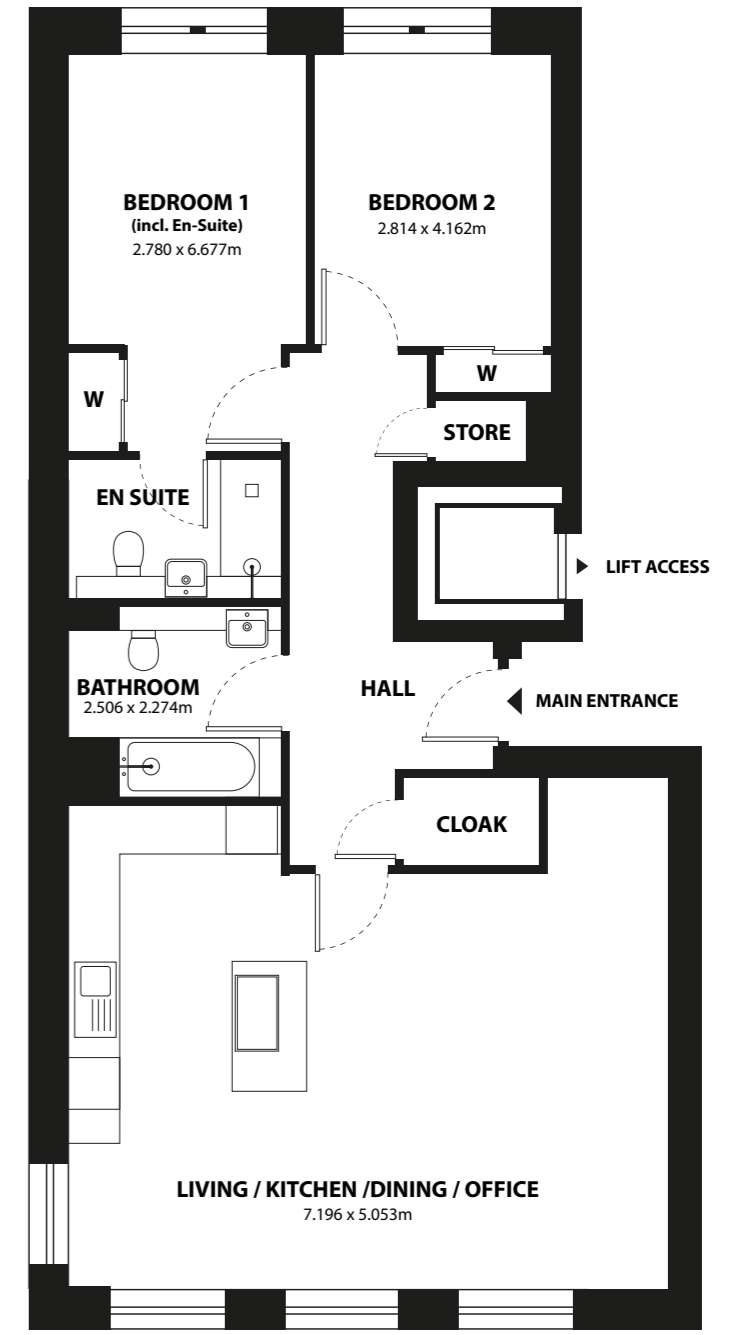 BEDROOM 1
(incl. En-Suite)
2.780 x 6.677m
BEDROOM 2
2.814 x 4.162m
W
W
STORE
EN SUITE
LIFT ACCESS
BATHROOM
2.506 x 2.274m
HALL
MAIN ENTRANCE
CLOAK
LIVING / KITCHEN /DINING / OFFICE
7.196 x 5.053m